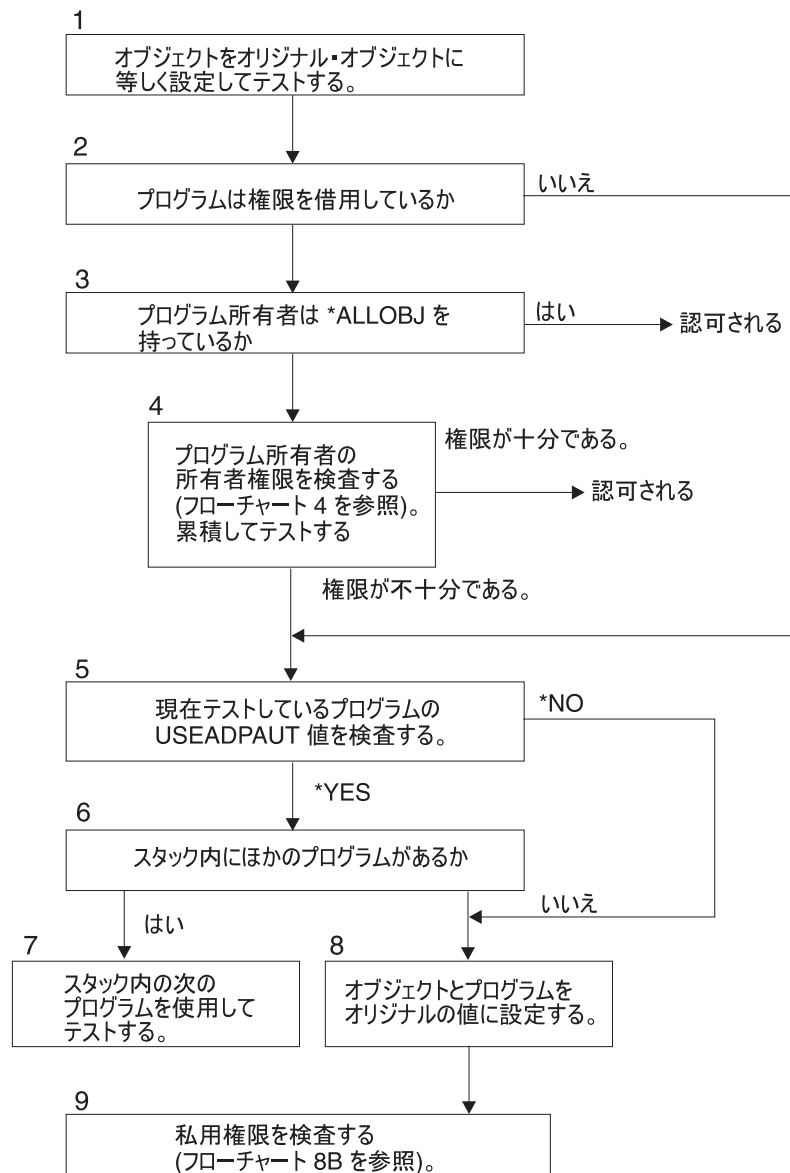 1
オブジェクトをオリジナル・オブジェクトに
等しく設定してテストする。
2
プログラムは権限を借用しているか
いいえ
3
プログラム所有者は *ALLOBJ を
持っているか
はい
認可される
4
プログラム所有者の
所有者権限を検査する
(フローチャート 4 を参照)。
累積してテストする
権限が十分である。
認可される
権限が不十分である。
5
現在テストしているプログラムの
USEADPAUT 値を検査する。
*NO
*YES
6
スタック内にほかのプログラムがあるか
はい
いいえ
7
スタック内の次の
プログラムを使用して
テストする。
8
オブジェクトとプログラムを
オリジナルの値に設定する。
9
私用権限を検査する
(フローチャート 8B を参照)。